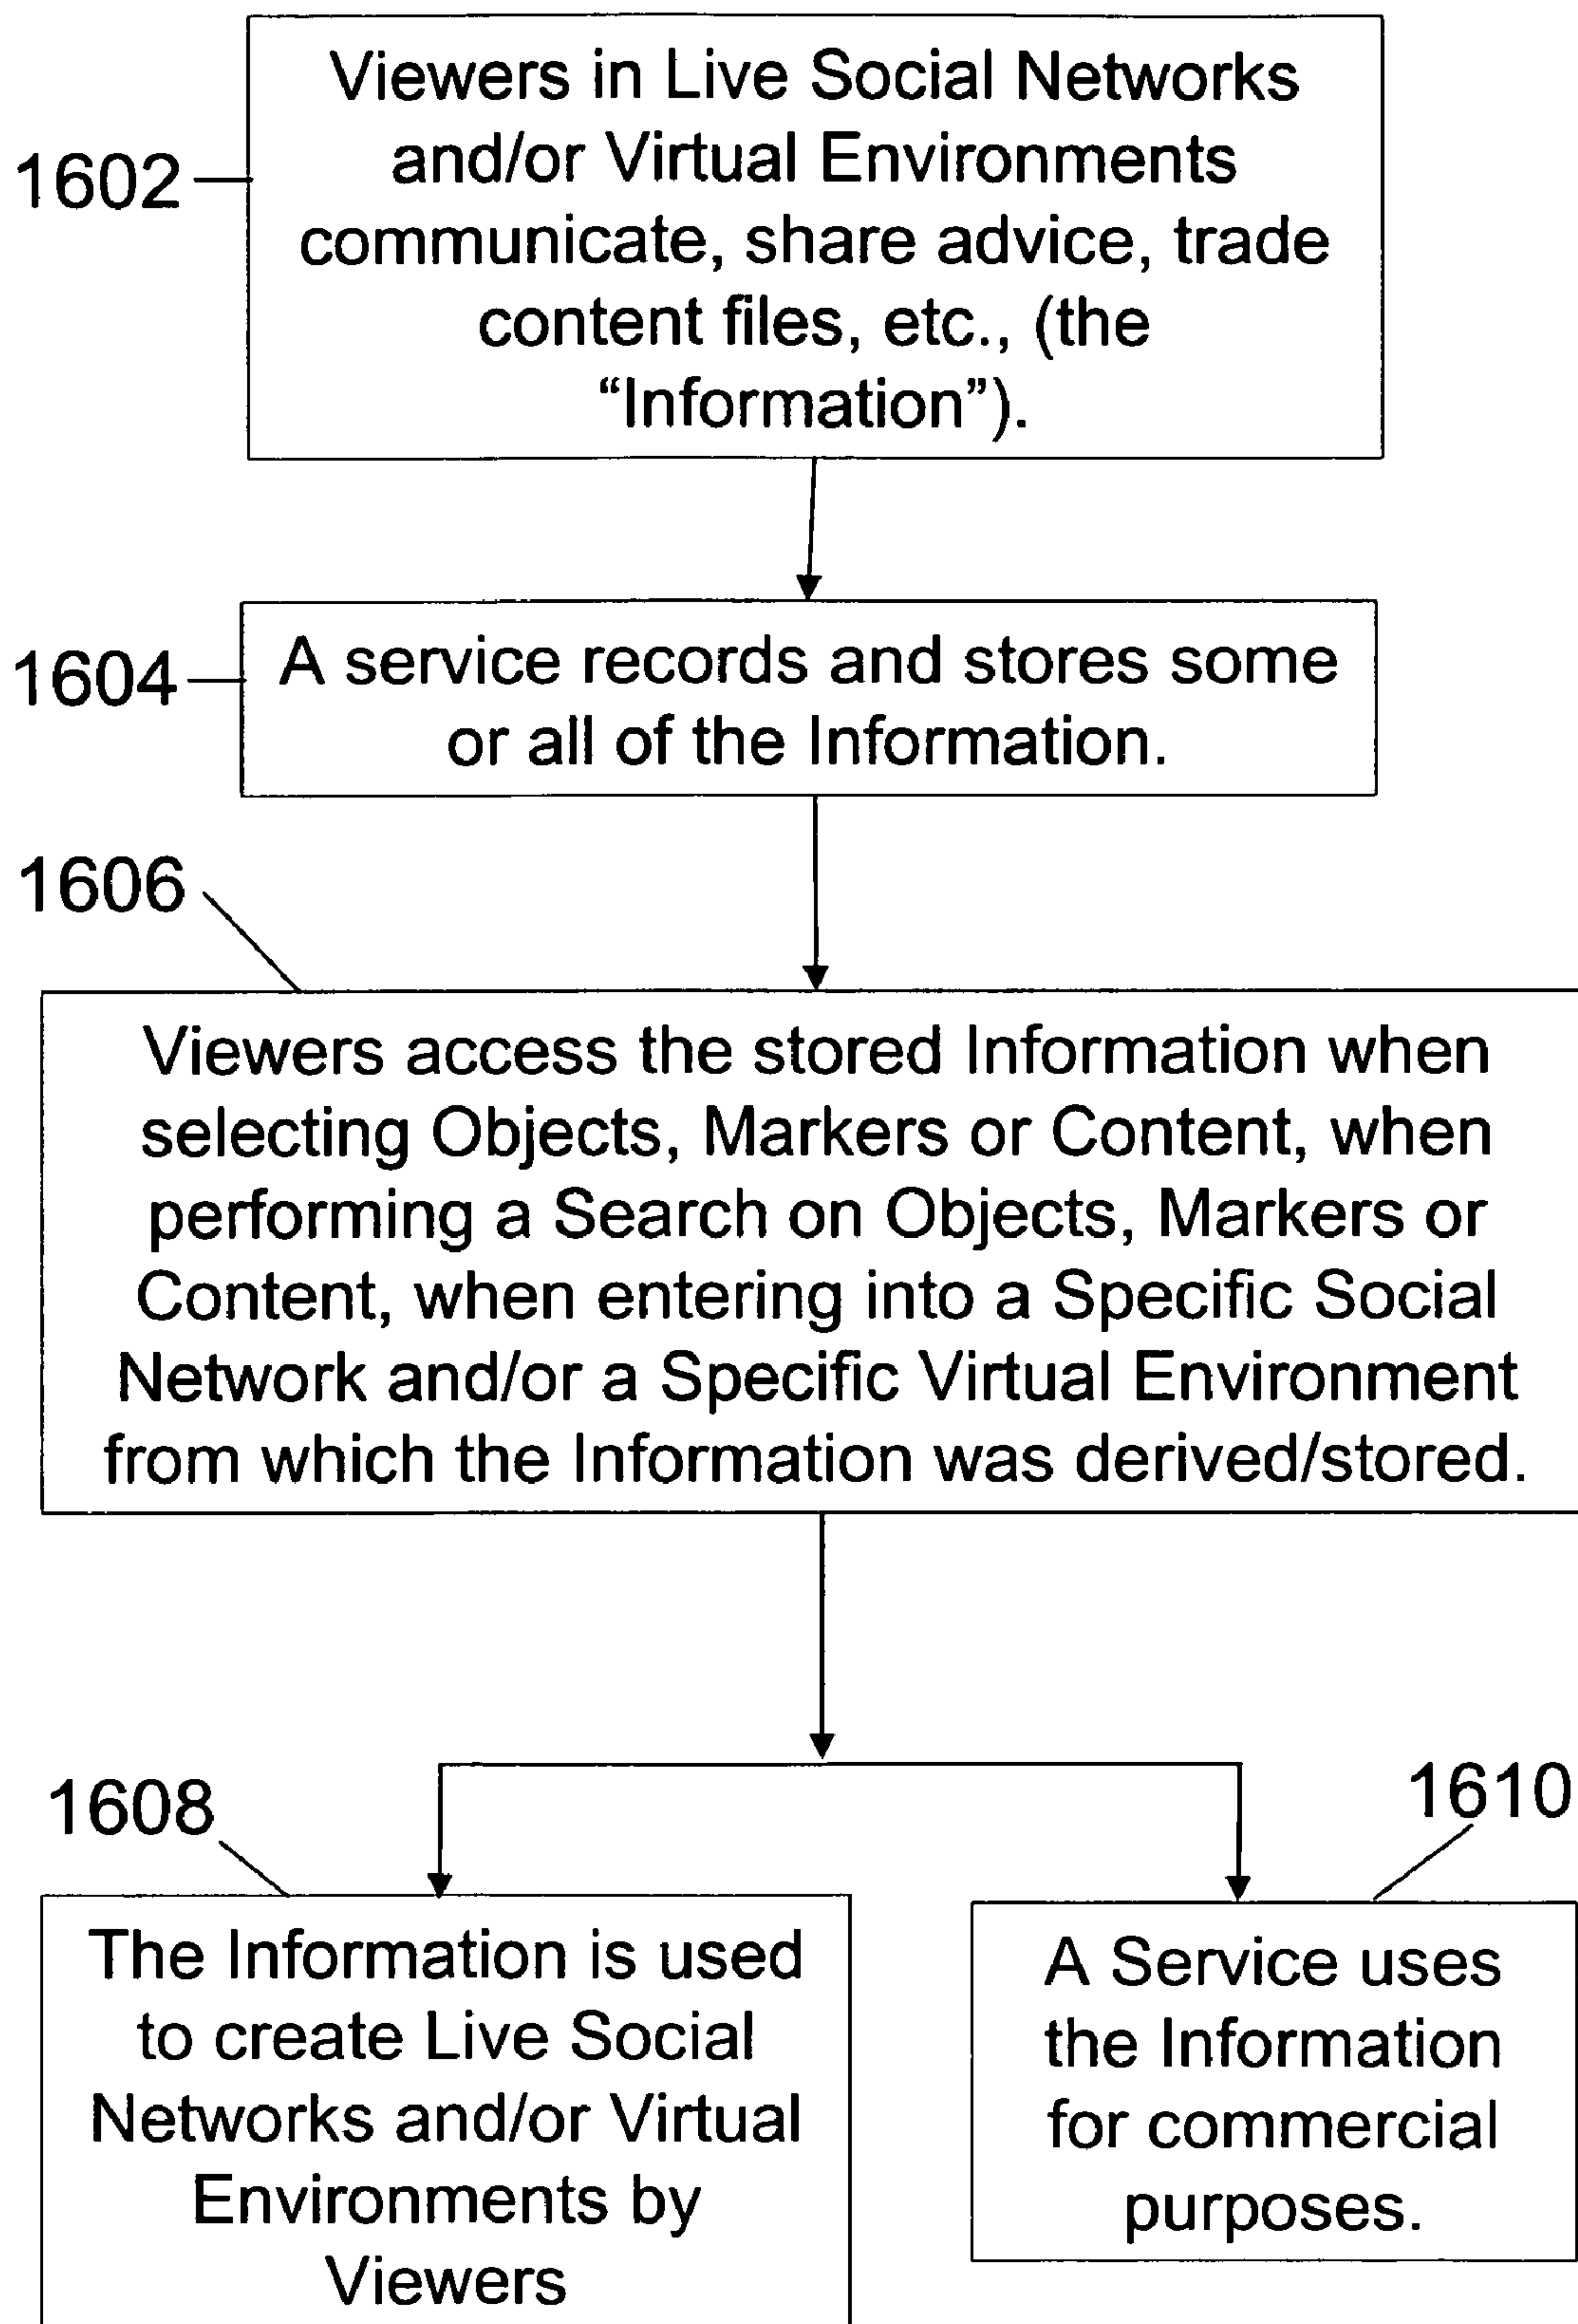 Viewers in Live Social Networks
and/or Virtual Environments
1602
communicate, share advice, trade
content files, etc., (the
“Information”).
1604
A service records and stores some
or all of the Information.
1606
Viewers access the stored Information when
selecting Objects, Markers or Content, when
performing a Search on Objects, Markers or
Content, when entering into a Specific Social
Network and/or a Specific Virtual Environment
from which the Information was derived/stored.
1608
The Information is used
to create Live Social
Networks and/or Virtual
Environments by
Viewers
1610
A Service uses
the Information
for commercial
purposes.